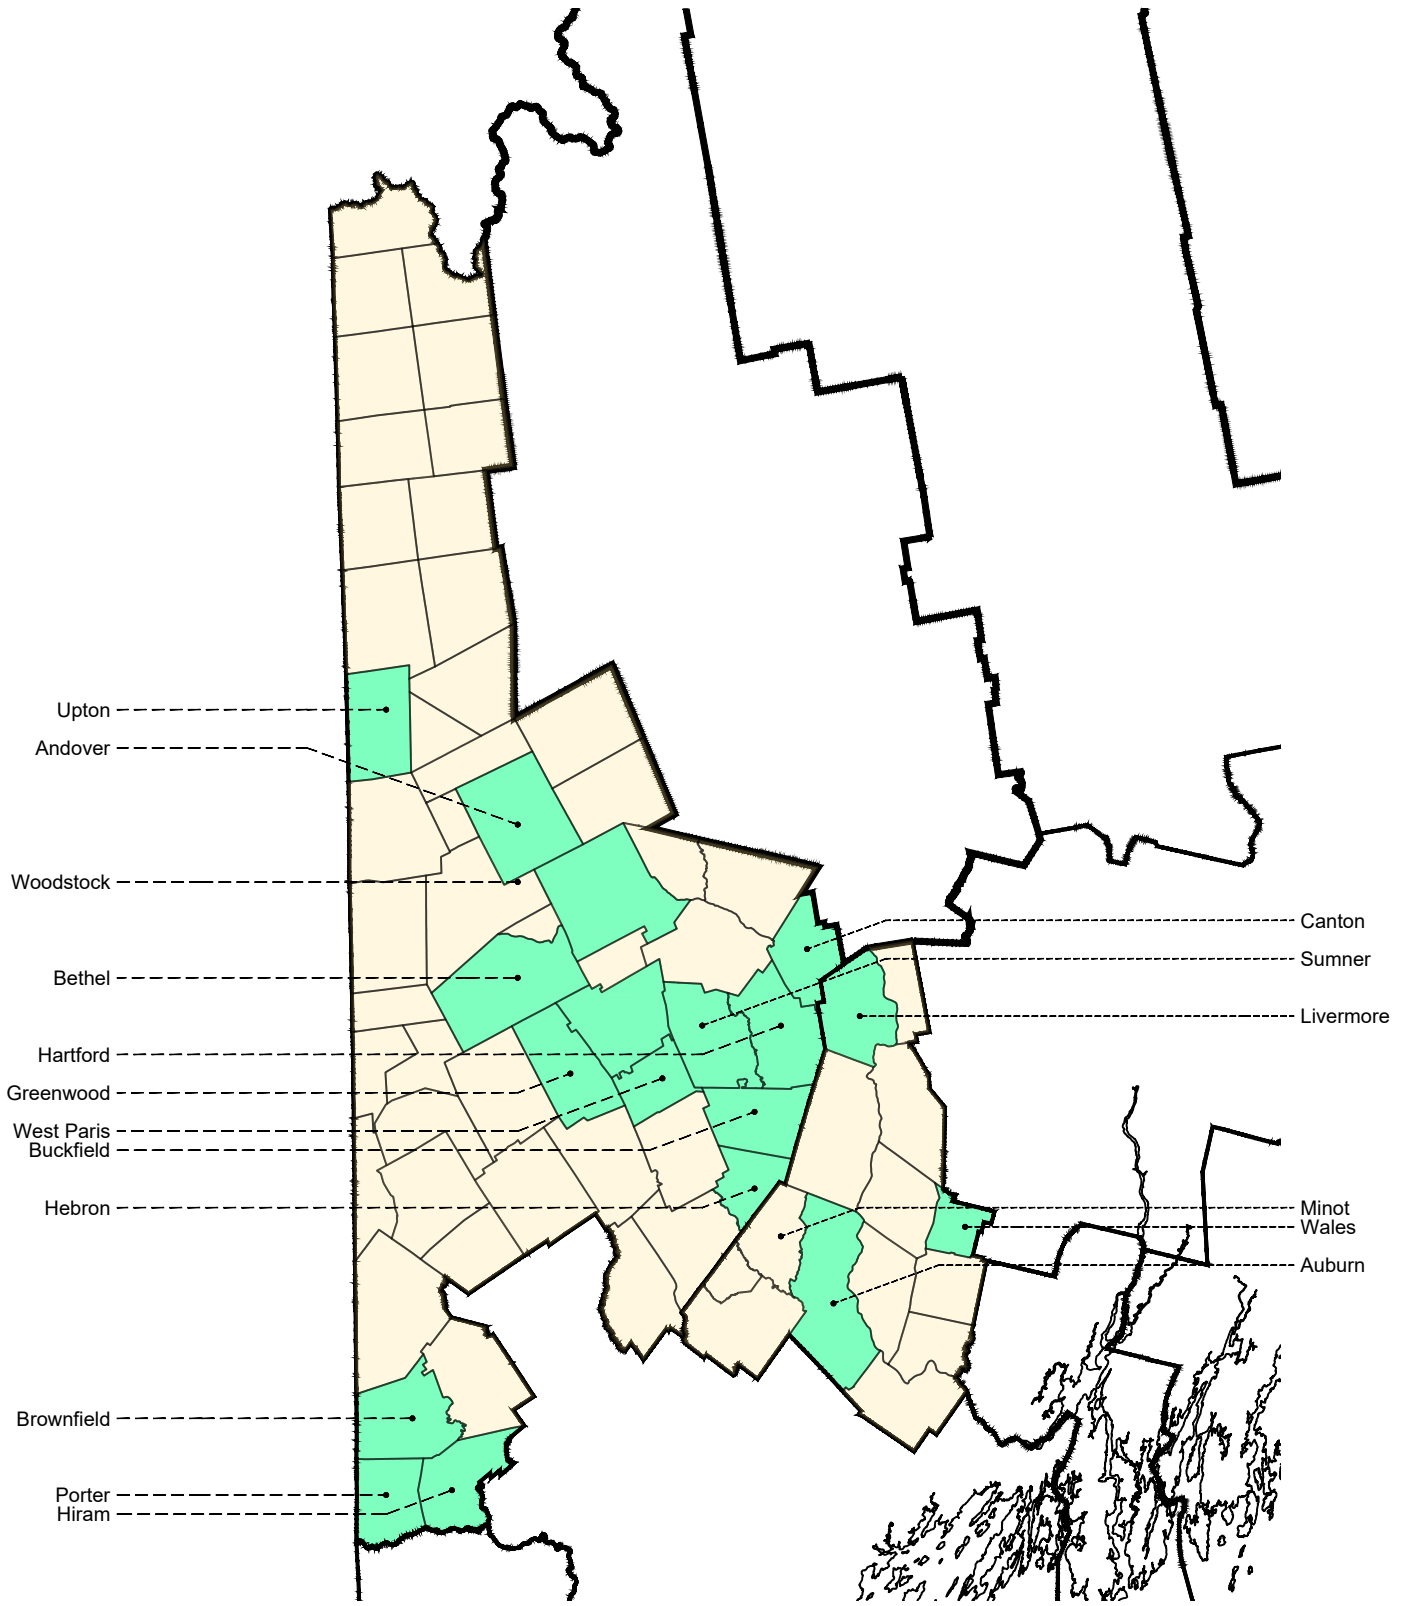 Upton
Andover
Woodstock
Bethel
Hartford
Greenwood
West Paris
Buckfield
Hebron
Brownfield
Porter
Hiram
Canton
Sumner
Livermore
Minot
Wales
Auburn